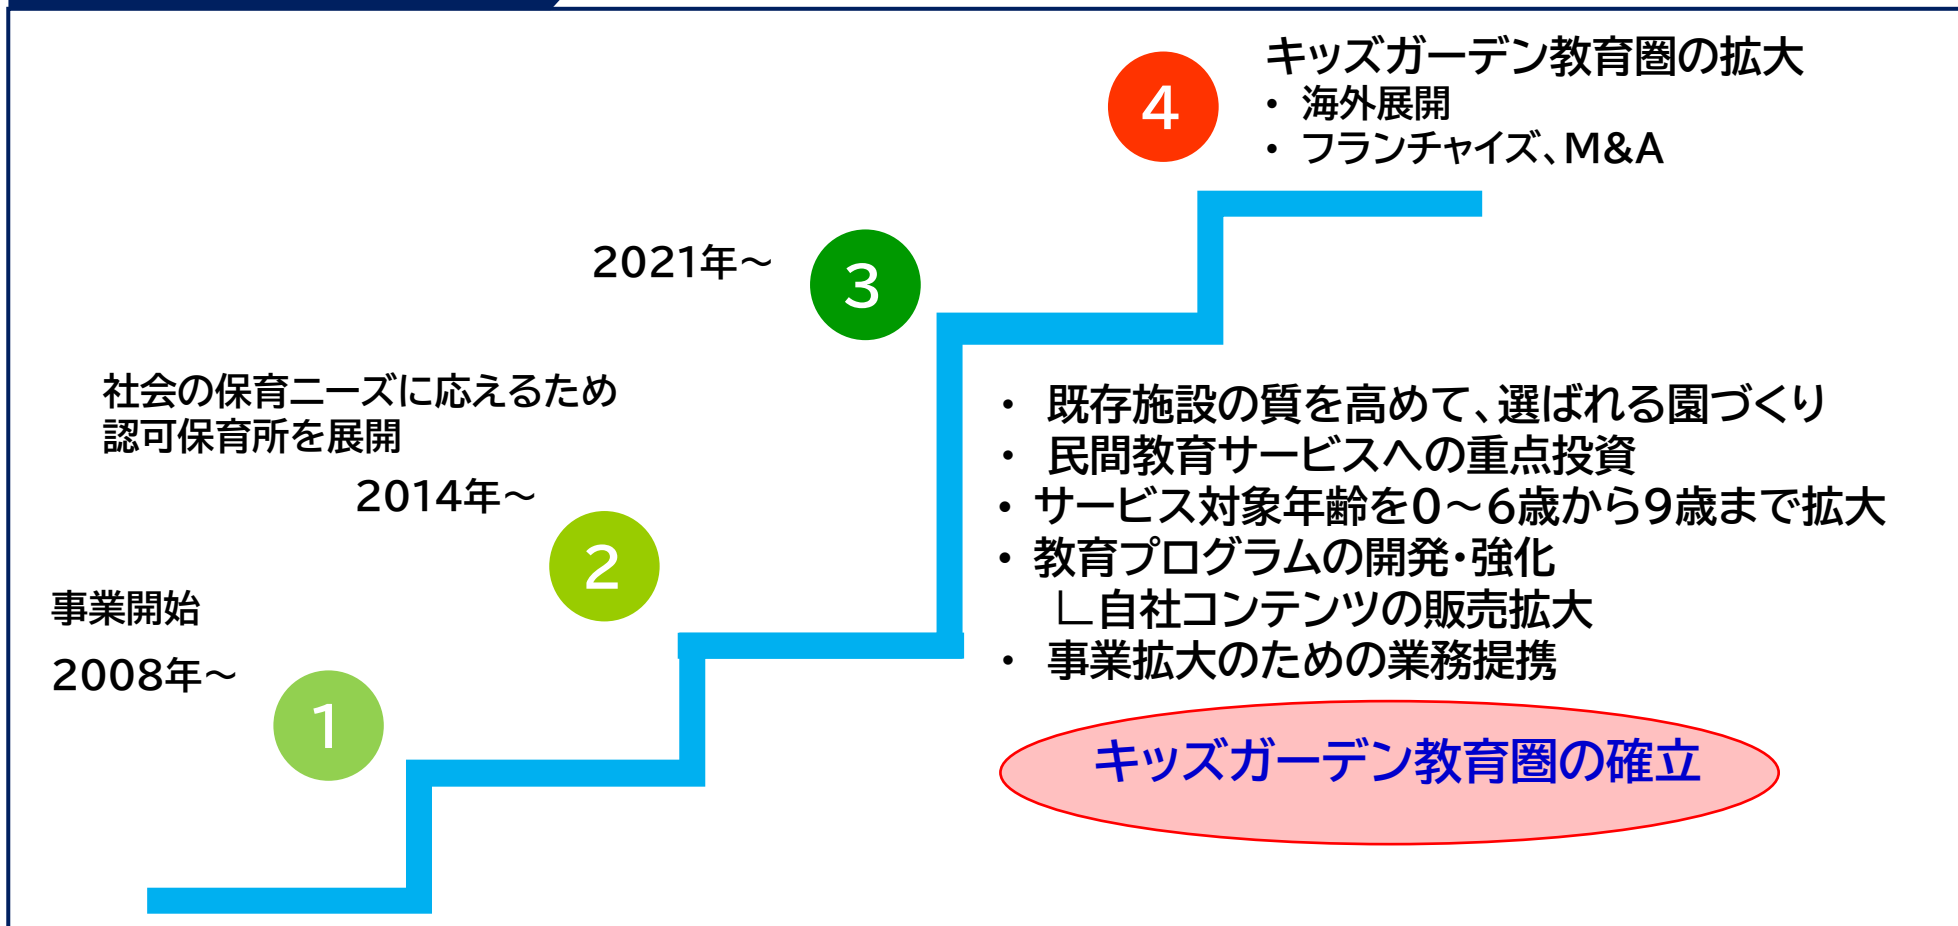 事業開始
2008年～
1
社会の保育ニーズに応えるため
認可保育所を展開
2014年～
2
2021年～
3
・ 既存施設の質を高めて、選ばれる園づくり
・ 民間教育サービスへの重点投資
・サービス対象年齢を0～6歳から9歳まで拡大
・教育プログラムの開発・強化
∟自社コンテンツの販売拡大
・ 事業拡大のための業務提携
キッズガーデン教育圏の確立
4
キッズガーデン教育圏の拡大
・ 海外展開
・ フランチャイズ、M&A